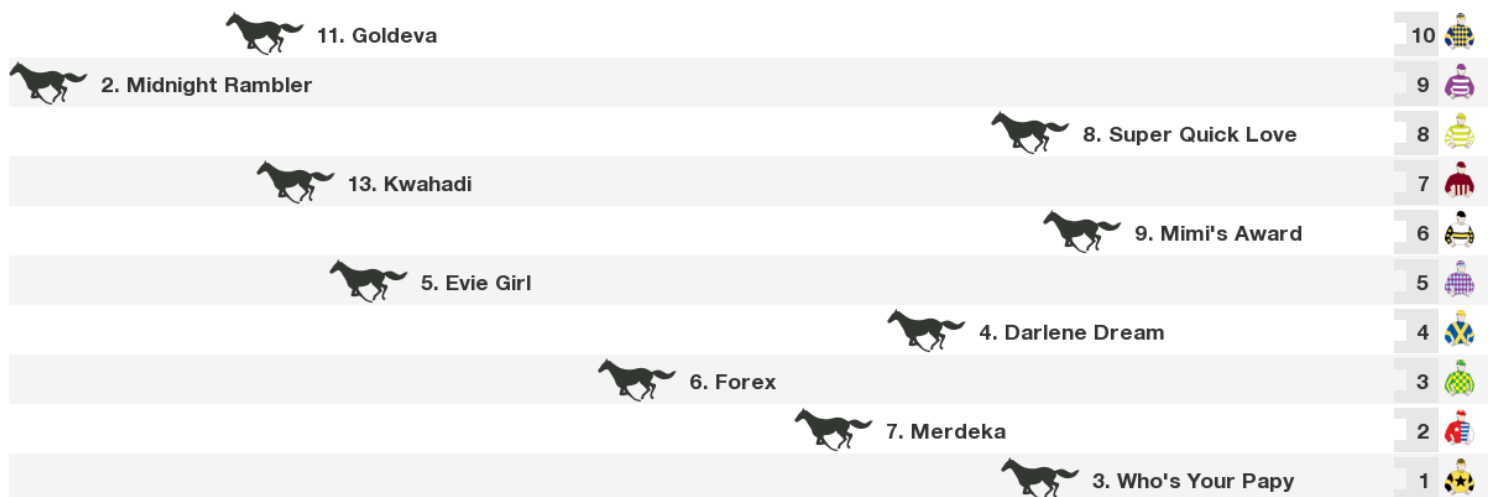 11. Goldeva 10
2. Midnight Rambler 9
8. Super Quick Love 8
13. Kwahadi 7
9. Mimi's Award 6
5. Evie Girl 5
4. Darlene Dream 4
6. Forex 3
7. Merdeka 2
3. Who's Your Papy 1